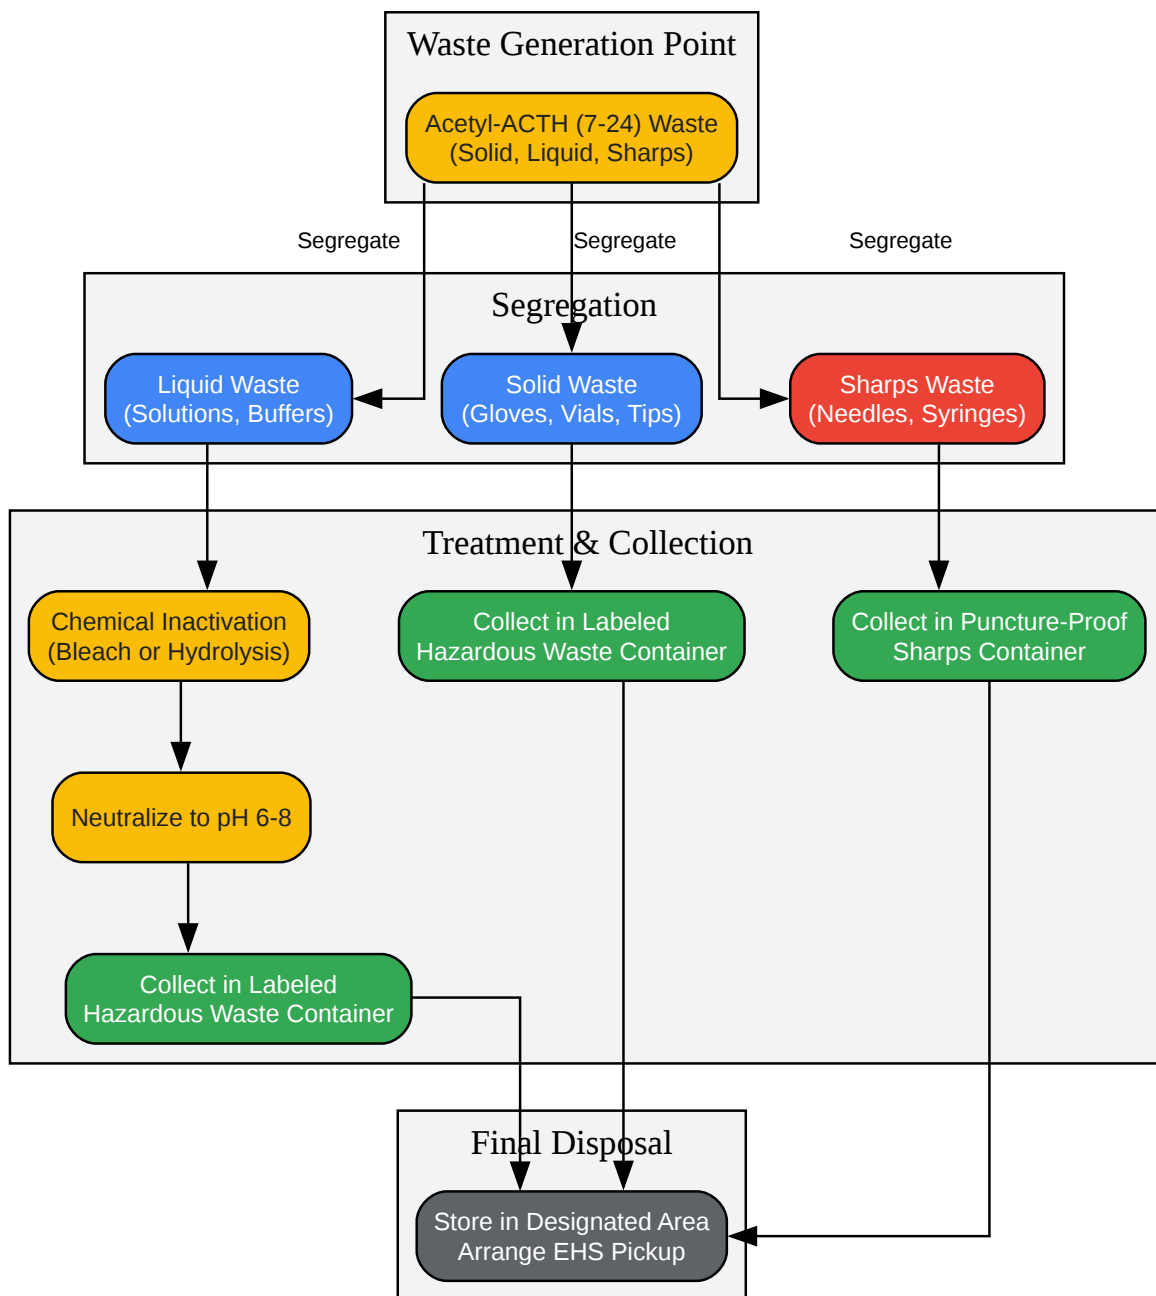 Waste Generation Point
Acetyl-ACTH (7-24) Waste
(Solid, Liquid, Sharps)
Segregate
Segregate
Segregate
Segregation
Liquid Waste
(Solutions, Buffers)
Solid Waste
(Gloves, Vials, Tips)
Sharps Waste
(Needles, Syringes)
Treatment & Collection
Chemical Inactivation
(Bleach or Hydrolysis)
Collect in Labeled
Hazardous Waste Container
Collect in Puncture-Proof
Sharps Container
Neutralize to pH 6-8
Collect in Labeled
Hazardous Waste Container
Final Disposal
Store in Designated Area
Arrange EHS Pickup